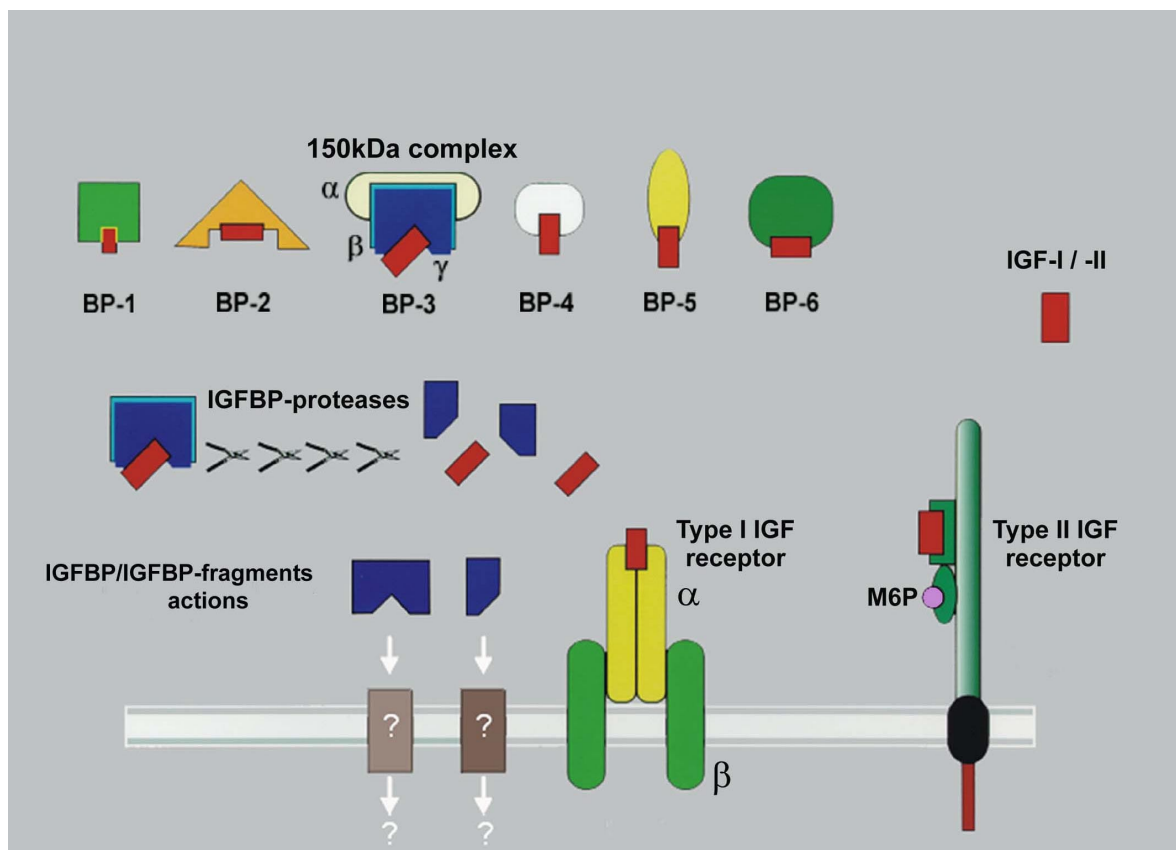 150kDa complex
α
β
γ
BP-1
BP-2
BP-3
BP-4
BP-5
BP-6
IGF-I / -II
IGFBP-proteases
Type I IGF
receptor
α
Type II IGF
receptor
M6P
IGFBP/IGFBP-fragments
actions
?
?
β
?
?